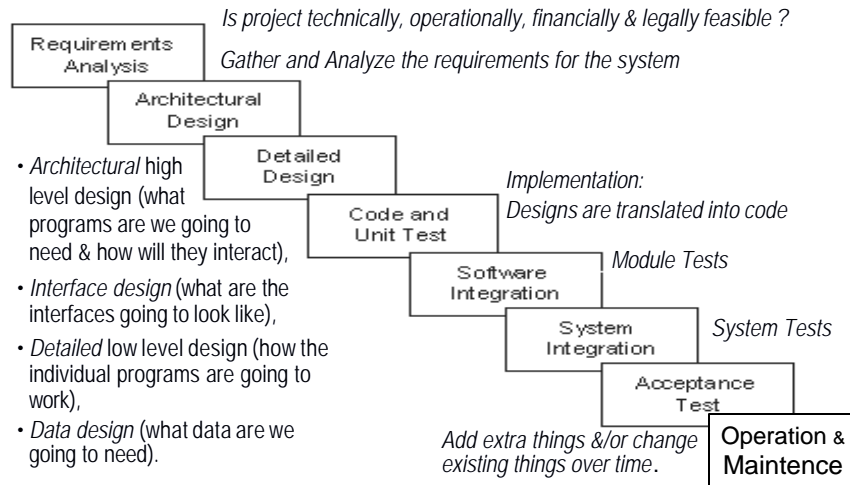 Is project technically, operationally, financially & legally feasible ?
Requirements
Analysis
Gather and Analyze the requirements for the system
Architectural
Design
Detailed
Design
• Architectural high
level design (what
programs are we going to
need & how will they interact),
• Interface design (what are the
interfaces going to look like),
• Detailed low level design (how the
individual programs are going to
work),
• Data design (what data are we
going to need).
Implementation:
Designs are translated into code
Code and
Unit Test
Module Tests
Software
Integration
System Tests
System
Integration
Acceptance
Test
Add extra things &/or change
existing things over time.
Operation &
Maintence